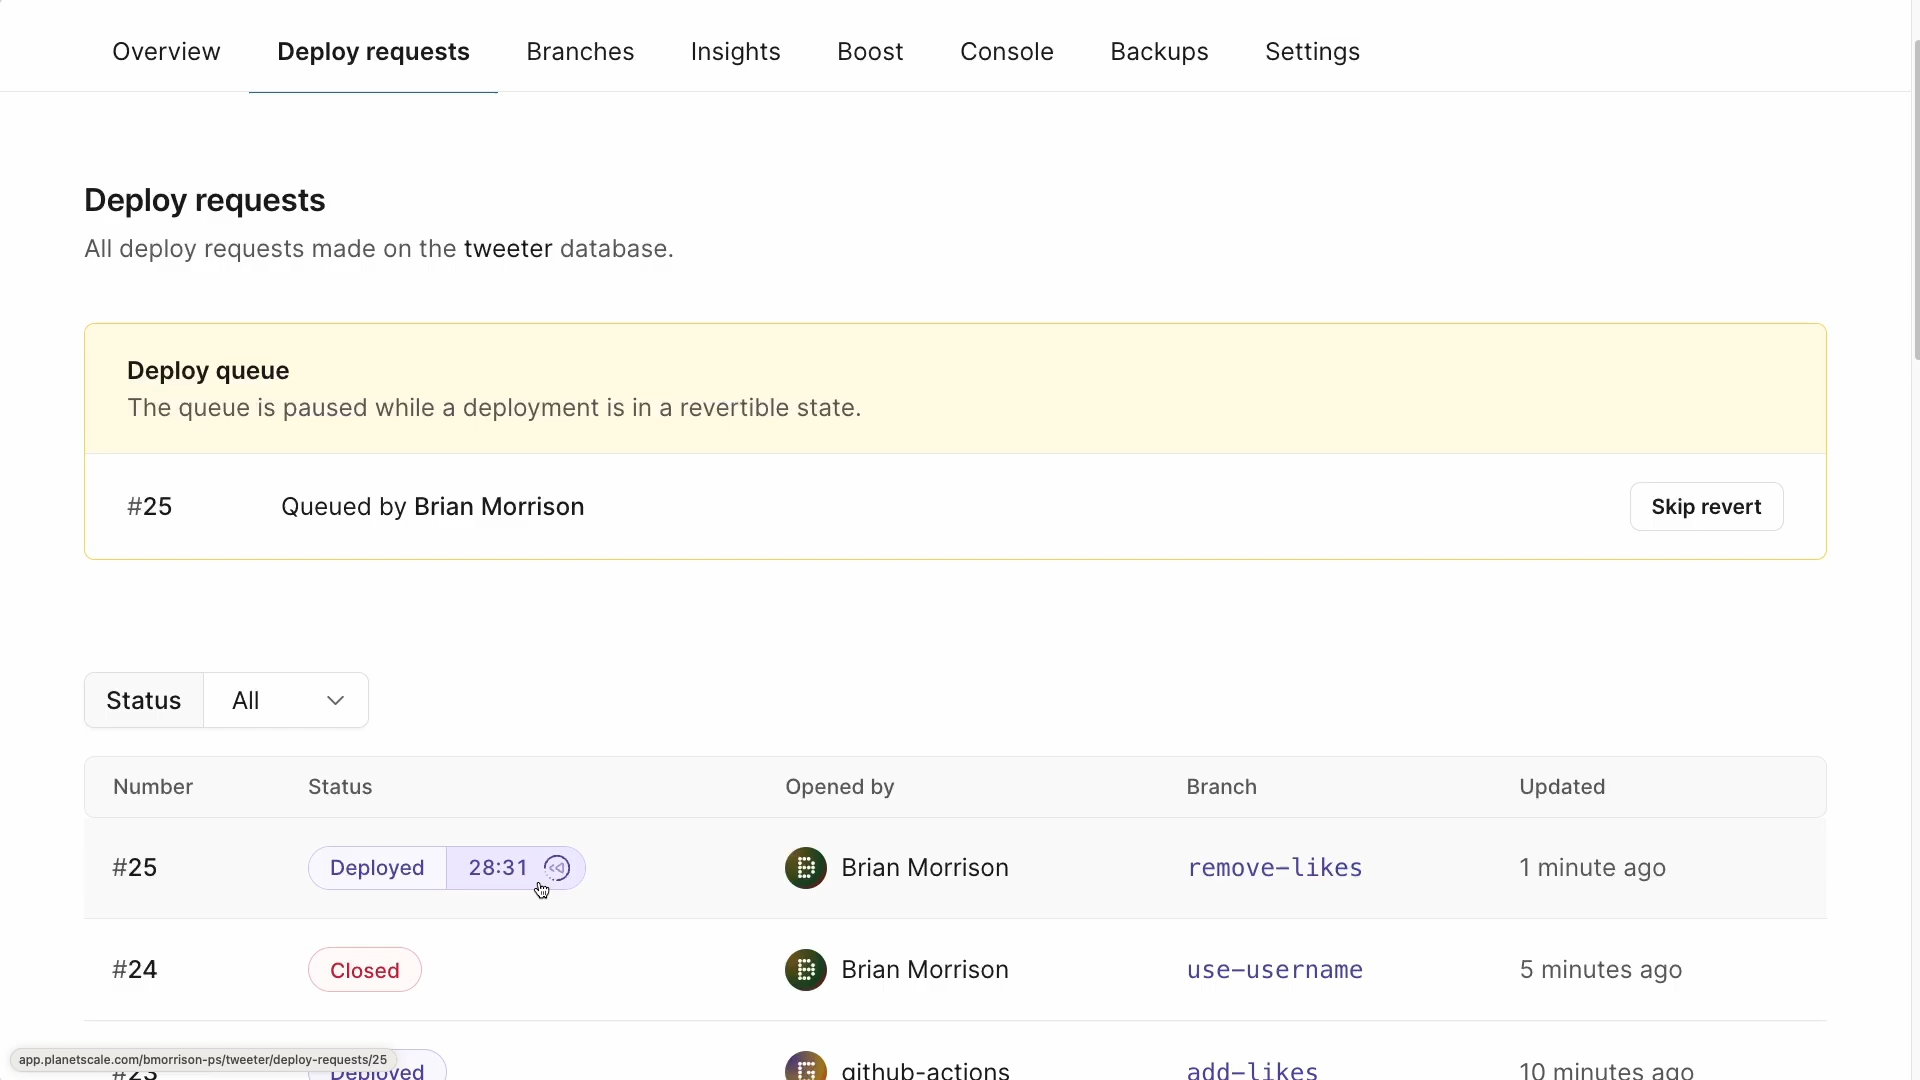 Overview Deploy requests Branches Insights Boost Console Backups Settings
Deploy requests
All deploy requests made on the tweeter database.
Deploy queue
The queue is paused while a deployment is in a revertible state.
#25 Queued by Brian Morrison Skip revert
Status All
Number Status Opened by Branch Updated
#25 Deployed 28:31 Brian Morrison remove-likes 1 minute ago
#24 Closed Brian Morrison use-username 5 minutes ago
#23 Deployed github-actions add-likes 10 minutes ago
app.planetscale.com/bmorrison-ps/tweeter/deploy-requests/25